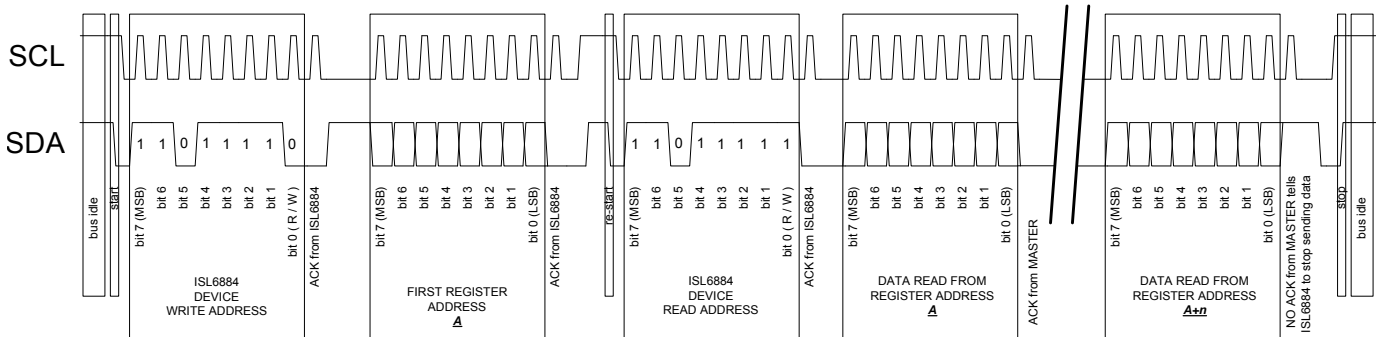 SCL
SDA
1 1 0 1 1 1 1 0
1 1 0 1 1 1 1 1
bus idle
start
bit 7 (MSB)
bit 6
bit 5
bit 4
bit 3
bit 2
bit 1
bit 0 ( R / W )
ACK from ISL6884
bit 7 (MSB)
bit 6
bit 5
bit 4
bit 3
bit 2
bit 1
bit 0 (LSB)
ACK from ISL6884
re-start
bit 7 (MSB)
bit 6
bit 5
bit 4
bit 3
bit 2
bit 1
bit 0 ( R / W )
ACK from ISL6884
bit 7 (MSB)
bit 6
bit 5
bit 4
bit 3
bit 2
bit 1
bit 0 (LSB)
ACK from MASTER
bit 7 (MSB)
bit 6
bit 5
bit 4
bit 3
bit 2
bit 1
bit 0 (LSB)
NO ACK from MASTER tells
ISL6884 to stop sending data
stop
bus idle
ISL6884
DEVICE
WRITE ADDRESS
FIRST REGISTER
ADDRESS
A
ISL6884
DEVICE
READ ADDRESS
DATA READ FROM
REGISTER ADDRESS
A
DATA READ FROM
REGISTER ADDRESS
A+n